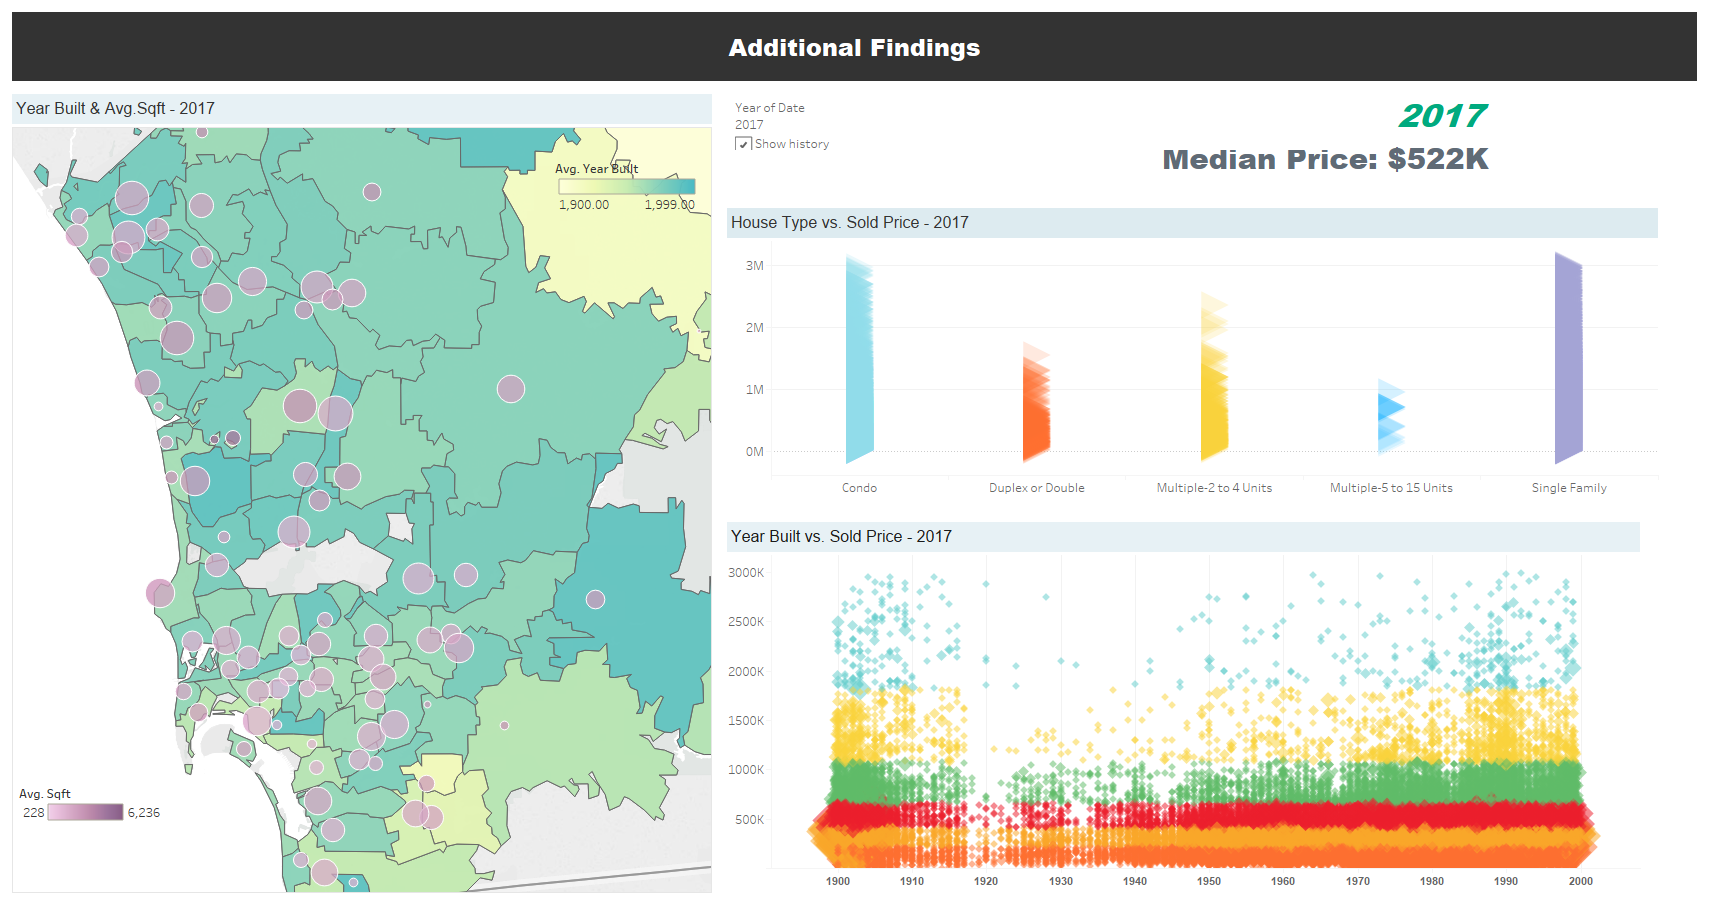 Additional Findings
Year Built & Avg.Sqft - 2017
Avg. Year Built
1,900.00 1,999.00
Avg. Sqft
228 6,236
Year of Date
2017
Show history
2017
Median Price: $522K
House Type vs. Sold Price - 2017
3M
2M
1M
0M
Condo Duplex or Double Multiple-2 to 4 Units Multiple-5 to 15 Units Single Family
Year Built vs. Sold Price - 2017
3000K
2500K
2000K
1500K
1000K
500K
1900 1910 1920 1930 1940 1950 1960 1970 1980 1990 2000